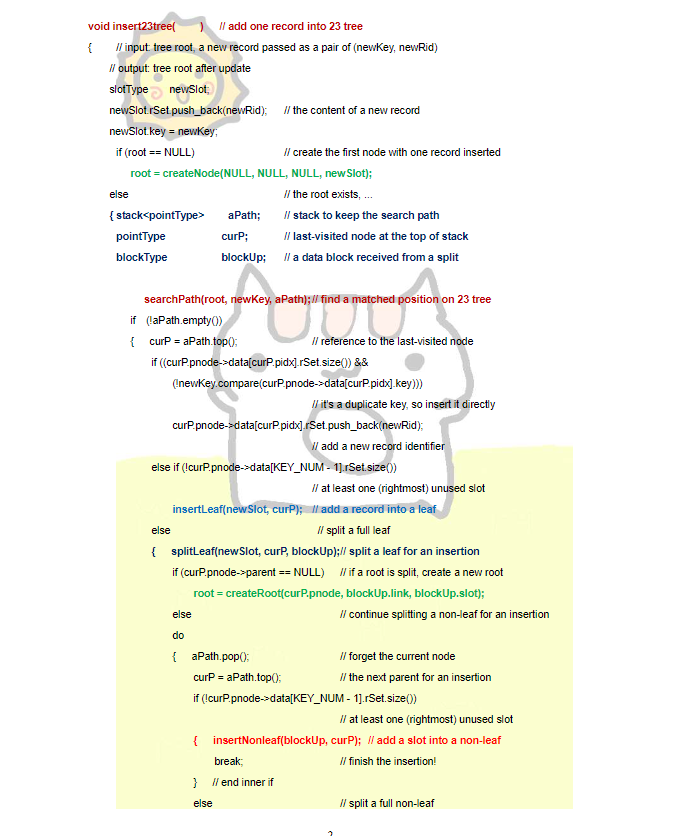 void insert23tree( ) // add one record into 23 tree
{ // input: tree root, a new record passed as a pair of (newKey, newRid)
// output: tree root after update
slotType newSlot;
newSlot.rSet.push_back(newRid); // the content of a new record
newSlot.key = newKey;
if (root == NULL) // create the first node with one record inserted
root = createNode(NULL, NULL, NULL, newSlot);
else // the root exists, ...
{ stack<pointType> aPath; // stack to keep the search path
pointType curP; // last-visited node at the top of stack
blockType blockUp; // a data block received from a split
searchPath(root, newKey, aPath); // find a matched position on 23 tree
if (!aPath.empty())
{ curP = aPath.top(); // reference to the last-visited node
if ((curP.pnode->data[curP.pidx].rSet.size()) &&
(!newKey.compare(curP.pnode->data[curP.pidx].key)))
// it's a duplicate key, so insert it directly
curP.pnode->data[curP.pidx].rSet.push_back(newRid);
// add a new record identifier
else if (!curP.pnode->data[KEY_NUM - 1].rSet.size())
// at least one (rightmost) unused slot
insertLeaf(newSlot, curP); // add a record into a leaf
else // split a full leaf
{ splitLeaf(newSlot, curP, blockUp); // split a leaf for an insertion
if (curP.pnode->parent == NULL) // if a root is split, create a new root
root = createRoot(curP.pnode, blockUp.link, blockUp.slot);
else // continue splitting a non-leaf for an insertion
do
{ aPath.pop(); // forget the current node
curP = aPath.top(); // the next parent for an insertion
if (!curP.pnode->data[KEY_NUM - 1].rSet.size())
// at least one (rightmost) unused slot
{ insertNonleaf(blockUp, curP); // add a slot into a non-leaf
break; // finish the insertion!
} // end inner if
else // split a full non-leaf